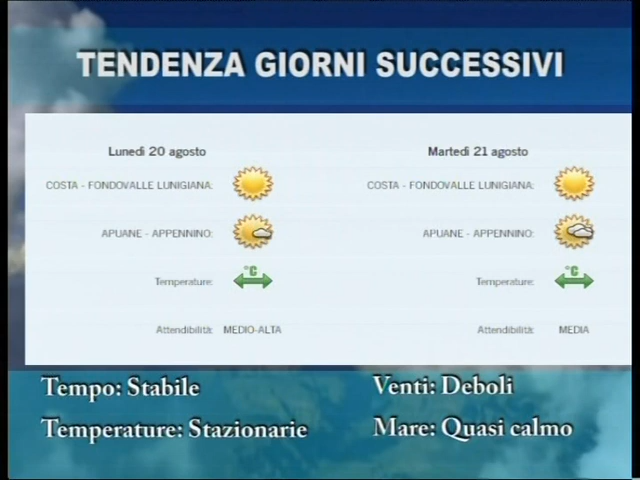 TENDENZA GIORNI SUCCESSIVI
Lunedì 20 agosto
COSTA - FONDOVALLE LUNIGIANA:
APUANE - APPENNINO:
°C
Temperature:
Attendibilità: MEDIO-ALTA
Martedì 21 agosto
COSTA - FONDOVALLE LUNIGIANA:
APUANE - APPENNINO:
°C
Temperature:
Attendibilità: MEDIA
Tempo: Stabile
Temperature: Stazionarie
Venti: Deboli
Mare: Quasi calmo